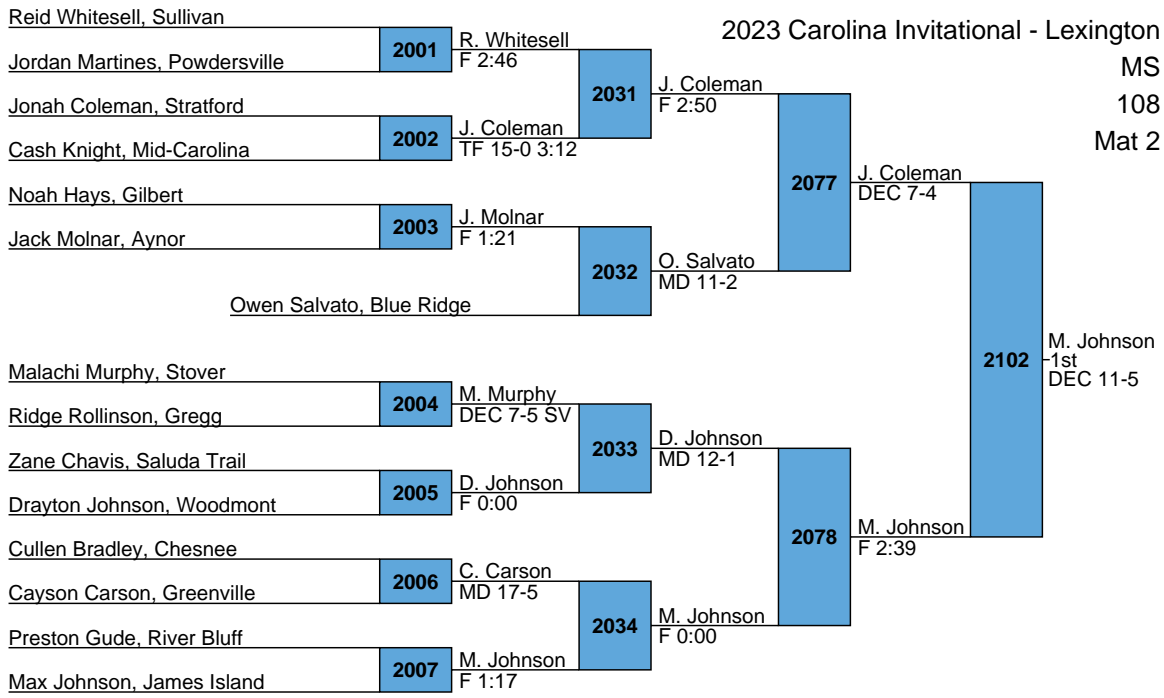 2023 Carolina Invitational - Lexington
MS
108
Mat 2
Reid Whitesell, Sullivan
2001
R. Whitesell
F 2:46
Jordan Martines, Powdersville
2031
J. Coleman
F 2:50
Jonah Coleman, Stratford
2002
J. Coleman
TF 15-0 3:12
Cash Knight, Mid-Carolina
2077
J. Coleman
DEC 7-4
Noah Hays, Gilbert
2003
J. Molnar
F 1:21
Jack Molnar, Aynor
2032
O. Salvato
MD 11-2
Owen Salvato, Blue Ridge
2102
M. Johnson
1st
DEC 11-5
Malachi Murphy, Stover
2004
M. Murphy
DEC 7-5 SV
Ridge Rollinson, Gregg
2033
D. Johnson
MD 12-1
Zane Chavis, Saluda Trail
2005
D. Johnson
F 0:00
Drayton Johnson, Woodmont
2078
M. Johnson
F 2:39
Cullen Bradley, Chesnee
2006
C. Carson
MD 17-5
Cayson Carson, Greenville
2034
M. Johnson
F 0:00
Preston Gude, River Bluff
2007
M. Johnson
F 1:17
Max Johnson, James Island